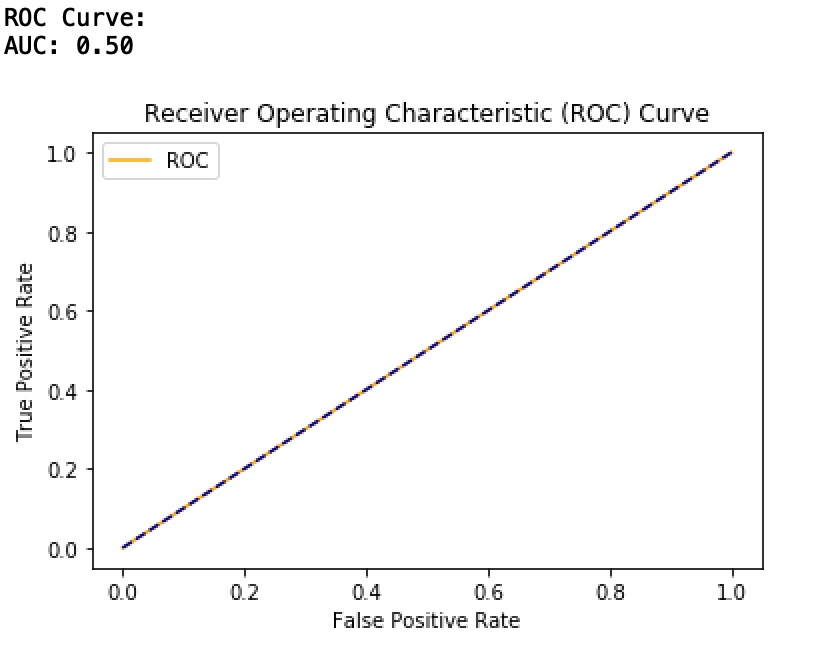 ROC Curve:
AUC: 0.50
Receiver Operating Characteristic (ROC) Curve
ROC
1.0
0.8
0.6
0.4
0.2
0.0
True Positive Rate
0.0 0.2 0.4 0.6 0.8 1.0
False Positive Rate